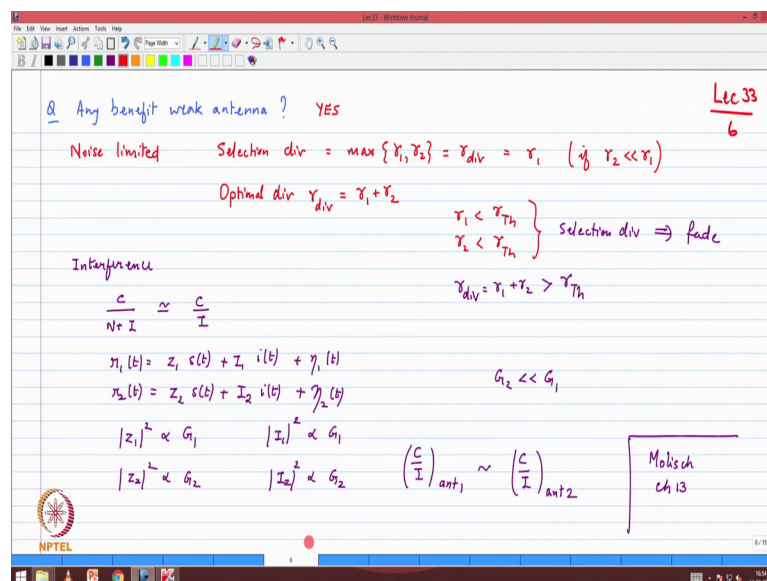 Lec33 - Windows Journal
File Edit View Insert Actions Tools Help
Page Width
B I
Lec 33
6
Q Any benefit weak antenna ? YES
Noise limited Selection div = max {γ1, γ2} = γdiv = γ1 (if γ2 << γ1)
Optimal div γdiv = γ1 + γ2
γ1 < γTh
γ2 < γTh } Selection div ⇒ fade
γdiv = γ1 + γ2 > γTh
Interference
C/(N+I) ≃ C/I
r1(t) = z1 s(t) + I1 i(t) + η1(t)
r2(t) = z2 s(t) + I2 i(t) + η2(t)
G2 << G1
|z1|² ∝ G1 |I1|² ∝ G1
|z2|² ∝ G2 |I2|² ∝ G2
(C/I)ant1 ~ (C/I)ant2
Molisch
ch 13
NPTEL
6
6/15
16:54